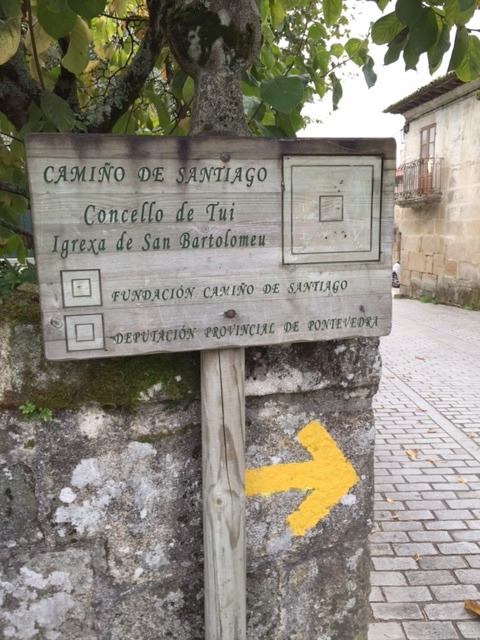 CAMIÑO DE SANTIAGO
Concello de Tui
Igrexa de San Bartolomeu
FUNDACIÓN CAMIÑO DE SANTIAGO
DEPUTACIÓN PROVINCIAL DE PONTEVEDRA